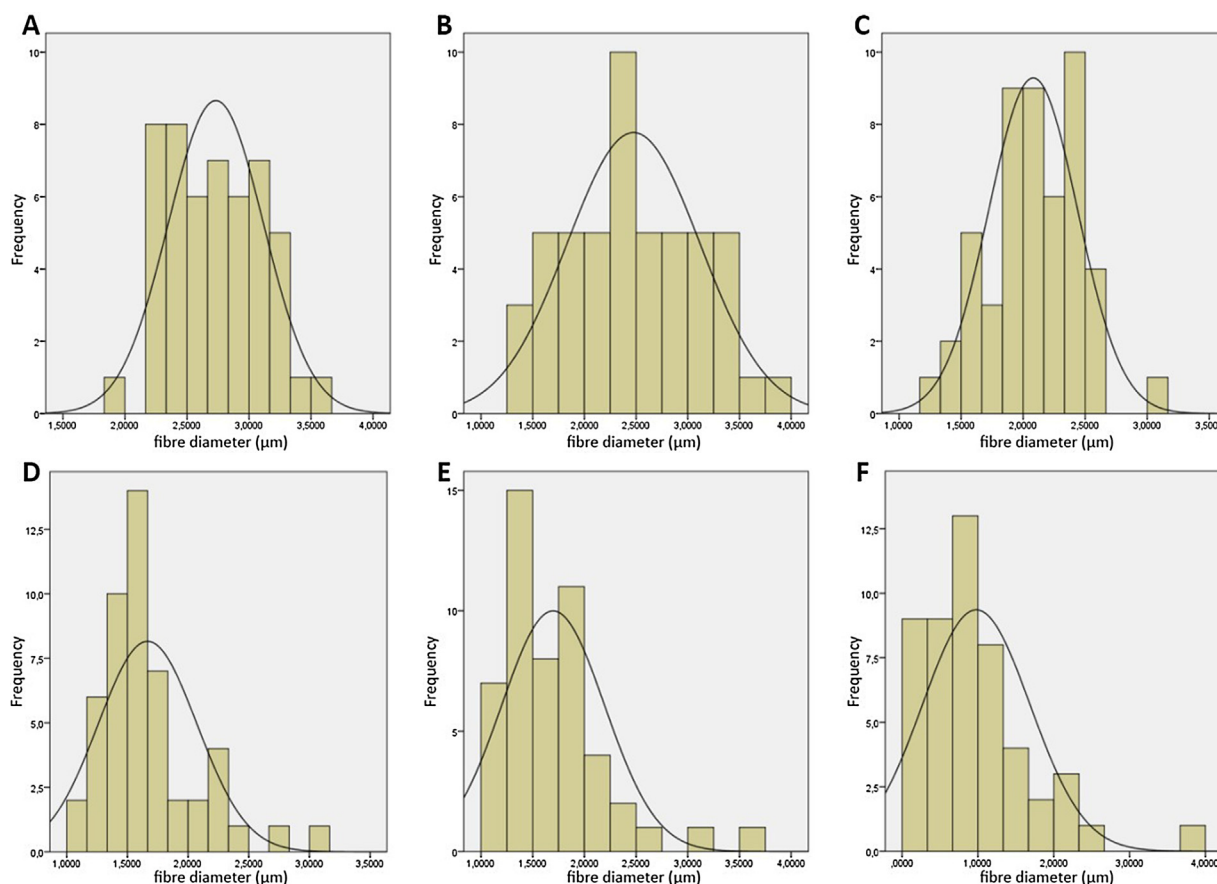 A
B
C
Frequency
10
8
6
4
2
0
1,5000 2,0000 2,5000 3,0000 3,5000 4,0000
fibre diameter (µm)
Frequency
10
8
6
4
2
0
1,0000 1,5000 2,0000 2,5000 3,0000 3,5000 4,0000
fibre diameter (µm)
Frequency
10
8
6
4
2
0
1,0000 1,5000 2,0000 2,5000 3,0000 3,500
fibre diameter (µm)
D
E
F
Frequency
12,5
10,0
7,5
5,0
2,5
0,0
1,0000 1,5000 2,0000 2,5000 3,0000 3,5000
fibre diameter (µm)
Frequency
15
10
5
0
1,0000 1,5000 2,0000 2,5000 3,0000 3,5000 4,0000
fibre diameter (µm)
Frequency
12,5
10,0
7,5
5,0
2,5
0,0
,0000 1,0000 2,0000 3,0000 4,0000
fibre diameter (µm)